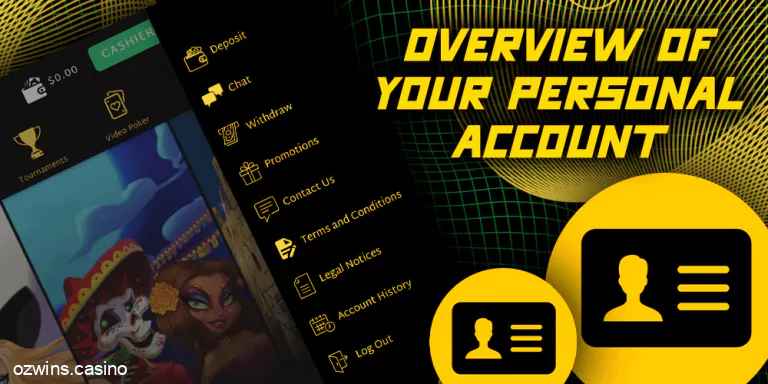 OVERVIEW OF
YOUR PERSONAL
ACCOUNT
$0.00
CASHIER
Tournaments
Video Poker
Deposit
Chat
Withdraw
Promotions
Contact Us
Terms and Conditions
Legal Notices
Account History
Log Out
ozwins.casino